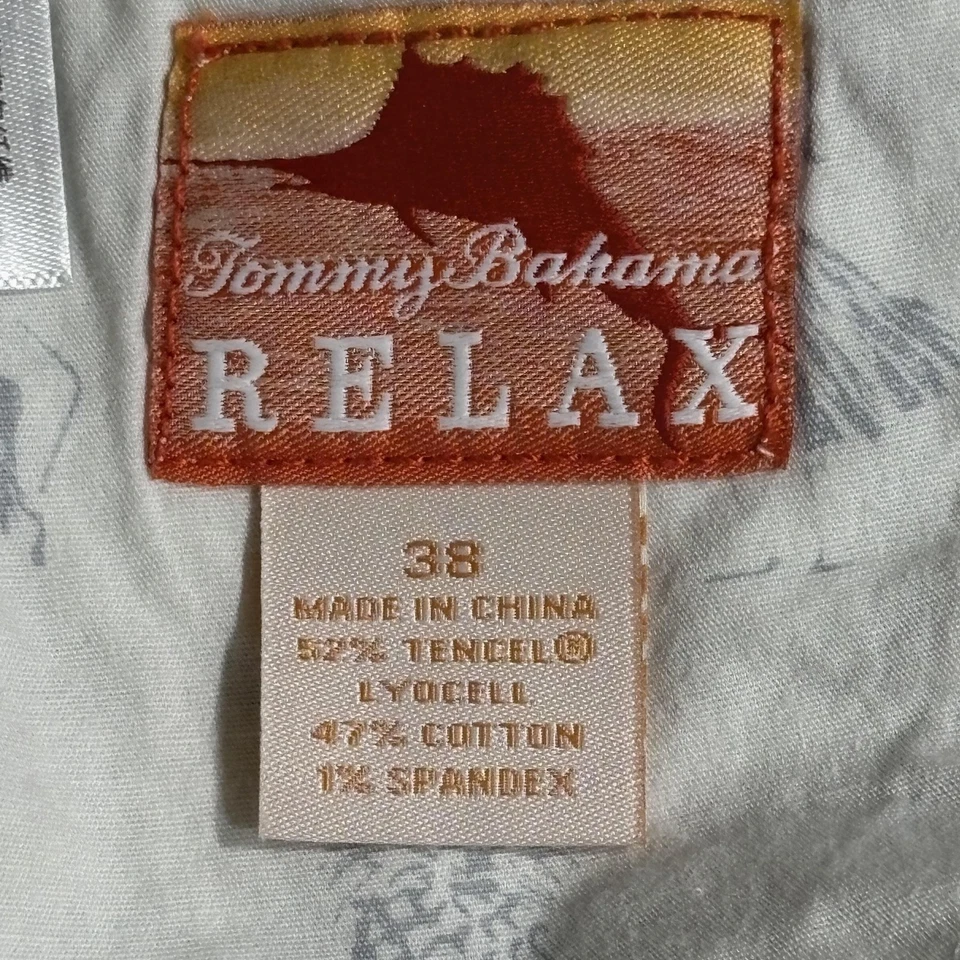 Tommy Bahama
RELAX
38
MADE IN CHINA
52% TENCEL®
LYOCELL
47% COTTON
1% SPANDEX